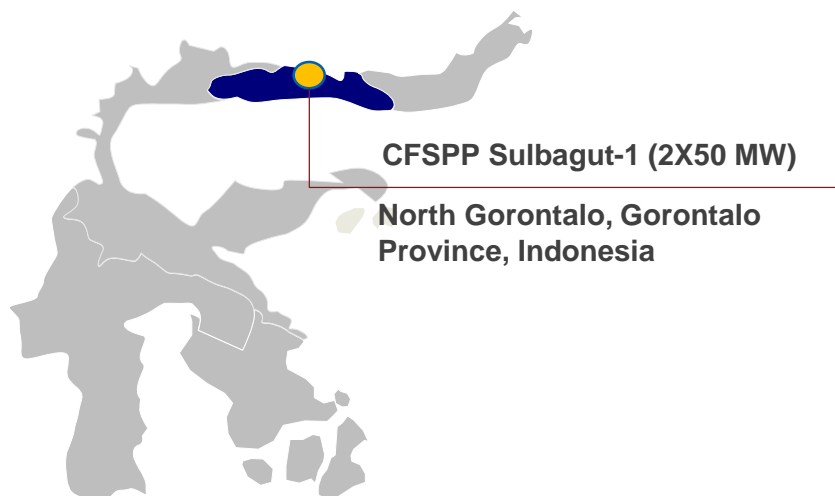 CFSPP Sulbagut-1 (2X50 MW)
North Gorontalo, Gorontalo
Province, Indonesia